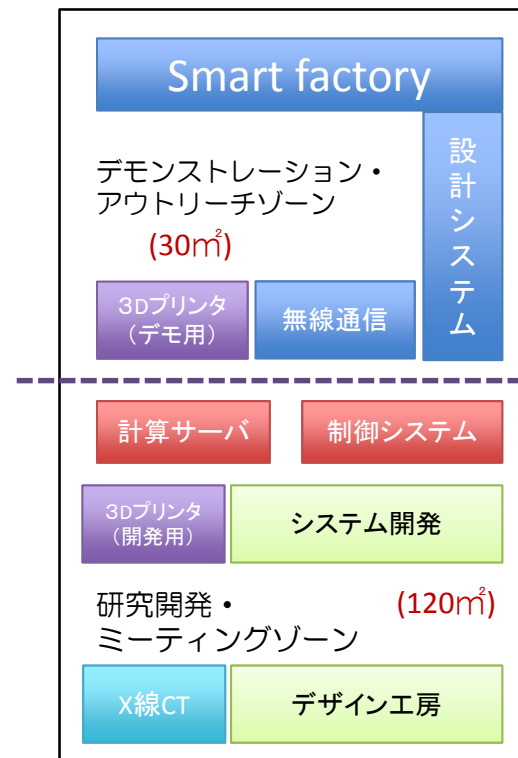 Smart factory
設計システム
デモンストレーション・
アウトリーチゾーン
(30㎡)
3Dプリンタ
（デモ用）
無線通信
計算サーバ
制御システム
3Dプリンタ
（開発用）
システム開発
研究開発・
ミーティングゾーン
(120㎡)
X線CT
デザイン工房